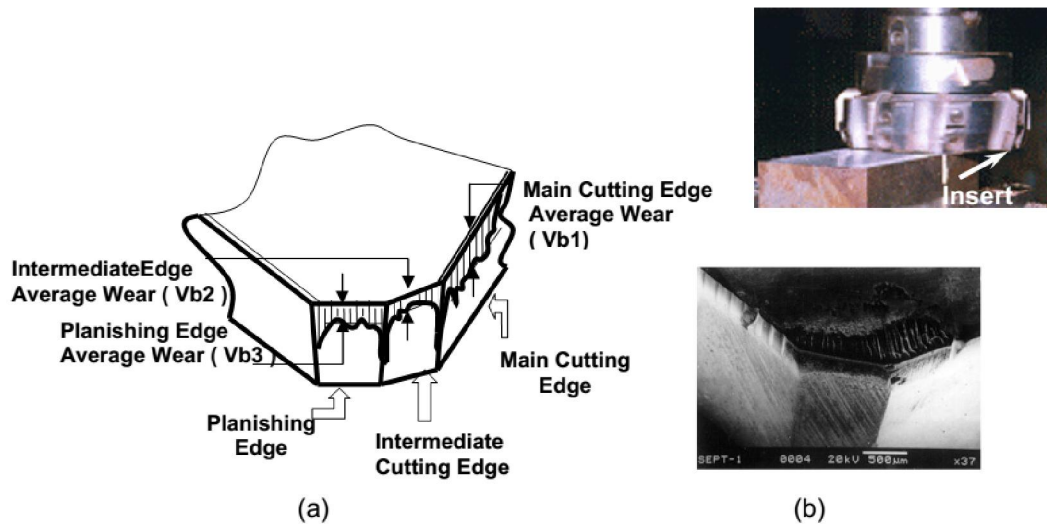 Main Cutting Edge
Average Wear
( Vb1)
IntermediateEdge
Average Wear ( Vb2 )
Planishing Edge
Average Wear ( Vb3 )
Main Cutting
Edge
Planishing
Edge
Intermediate
Cutting Edge
(a)
Insert
SEPT-1 0004 20kV 500µm x37
(b)